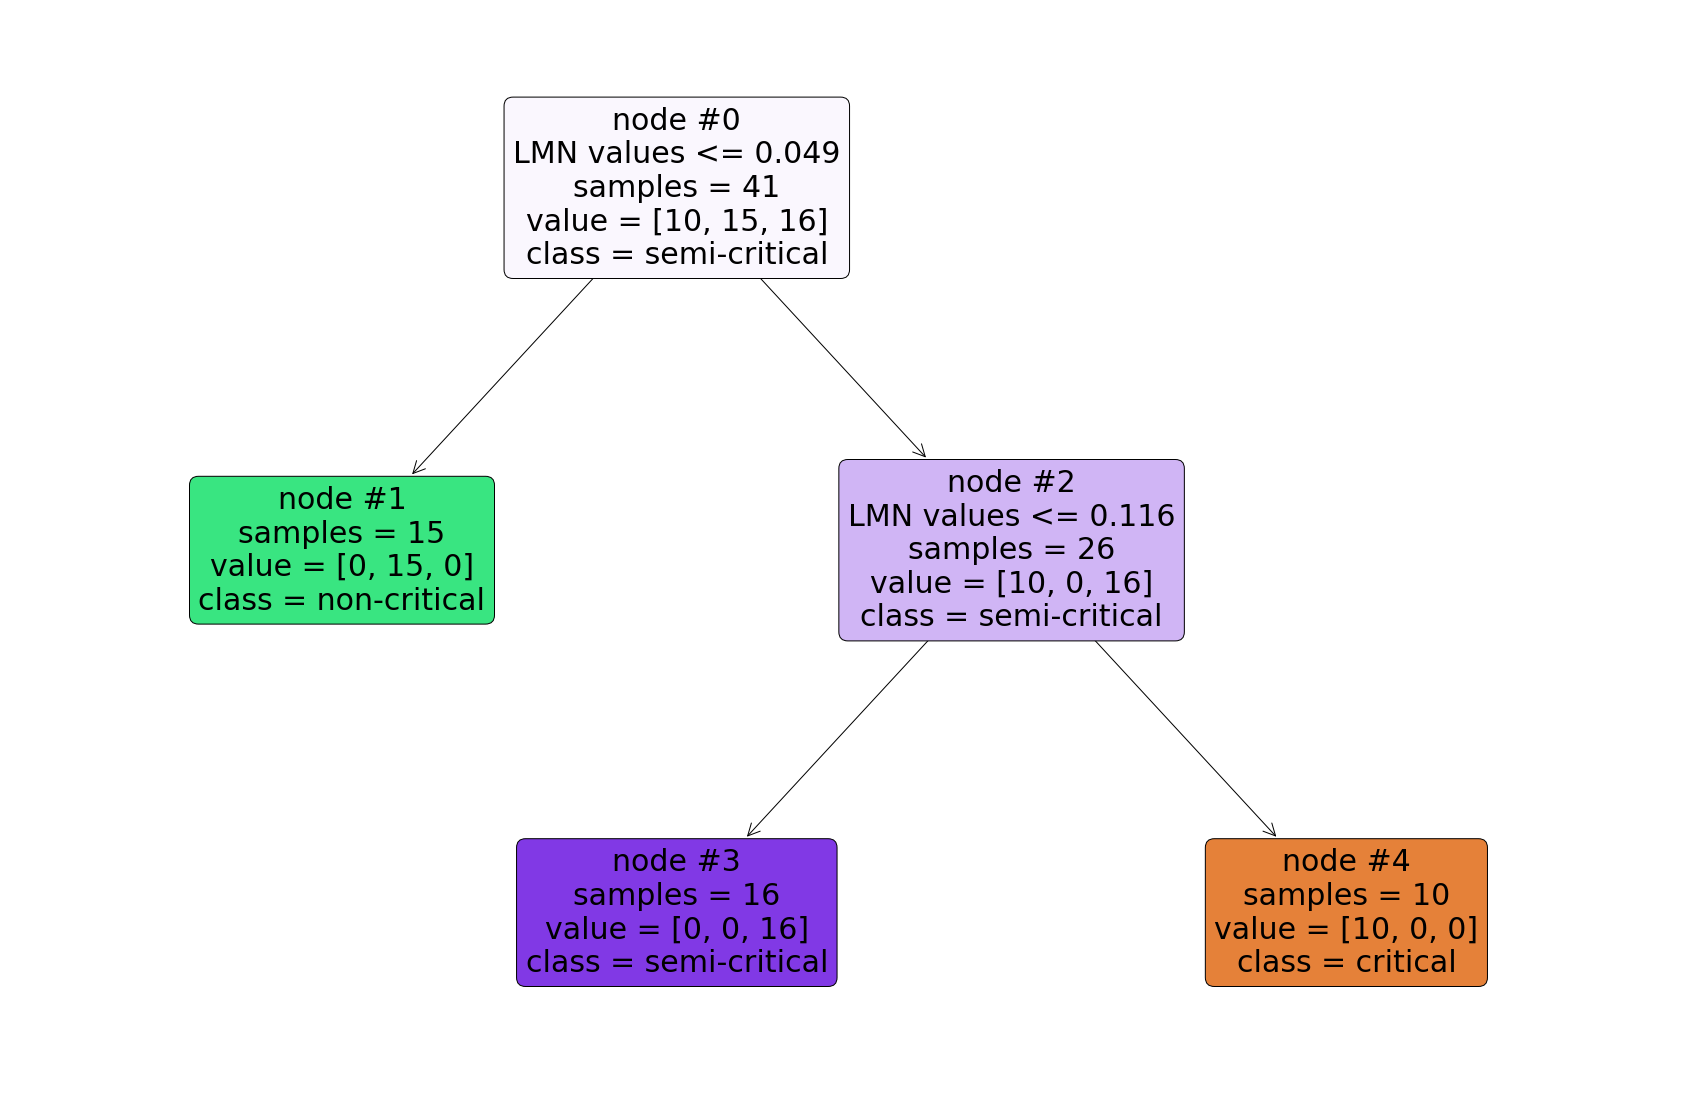 node #0
LMN values <= 0.049
samples = 41
value = [10, 15, 16]
class = semi-critical
node #1
samples = 15
value = [0, 15, 0]
class = non-critical
node #2
LMN values <= 0.116
samples = 26
value = [10, 0, 16]
class = semi-critical
node #3
samples = 16
value = [0, 0, 16]
class = semi-critical
node #4
samples = 10
value = [10, 0, 0]
class = critical